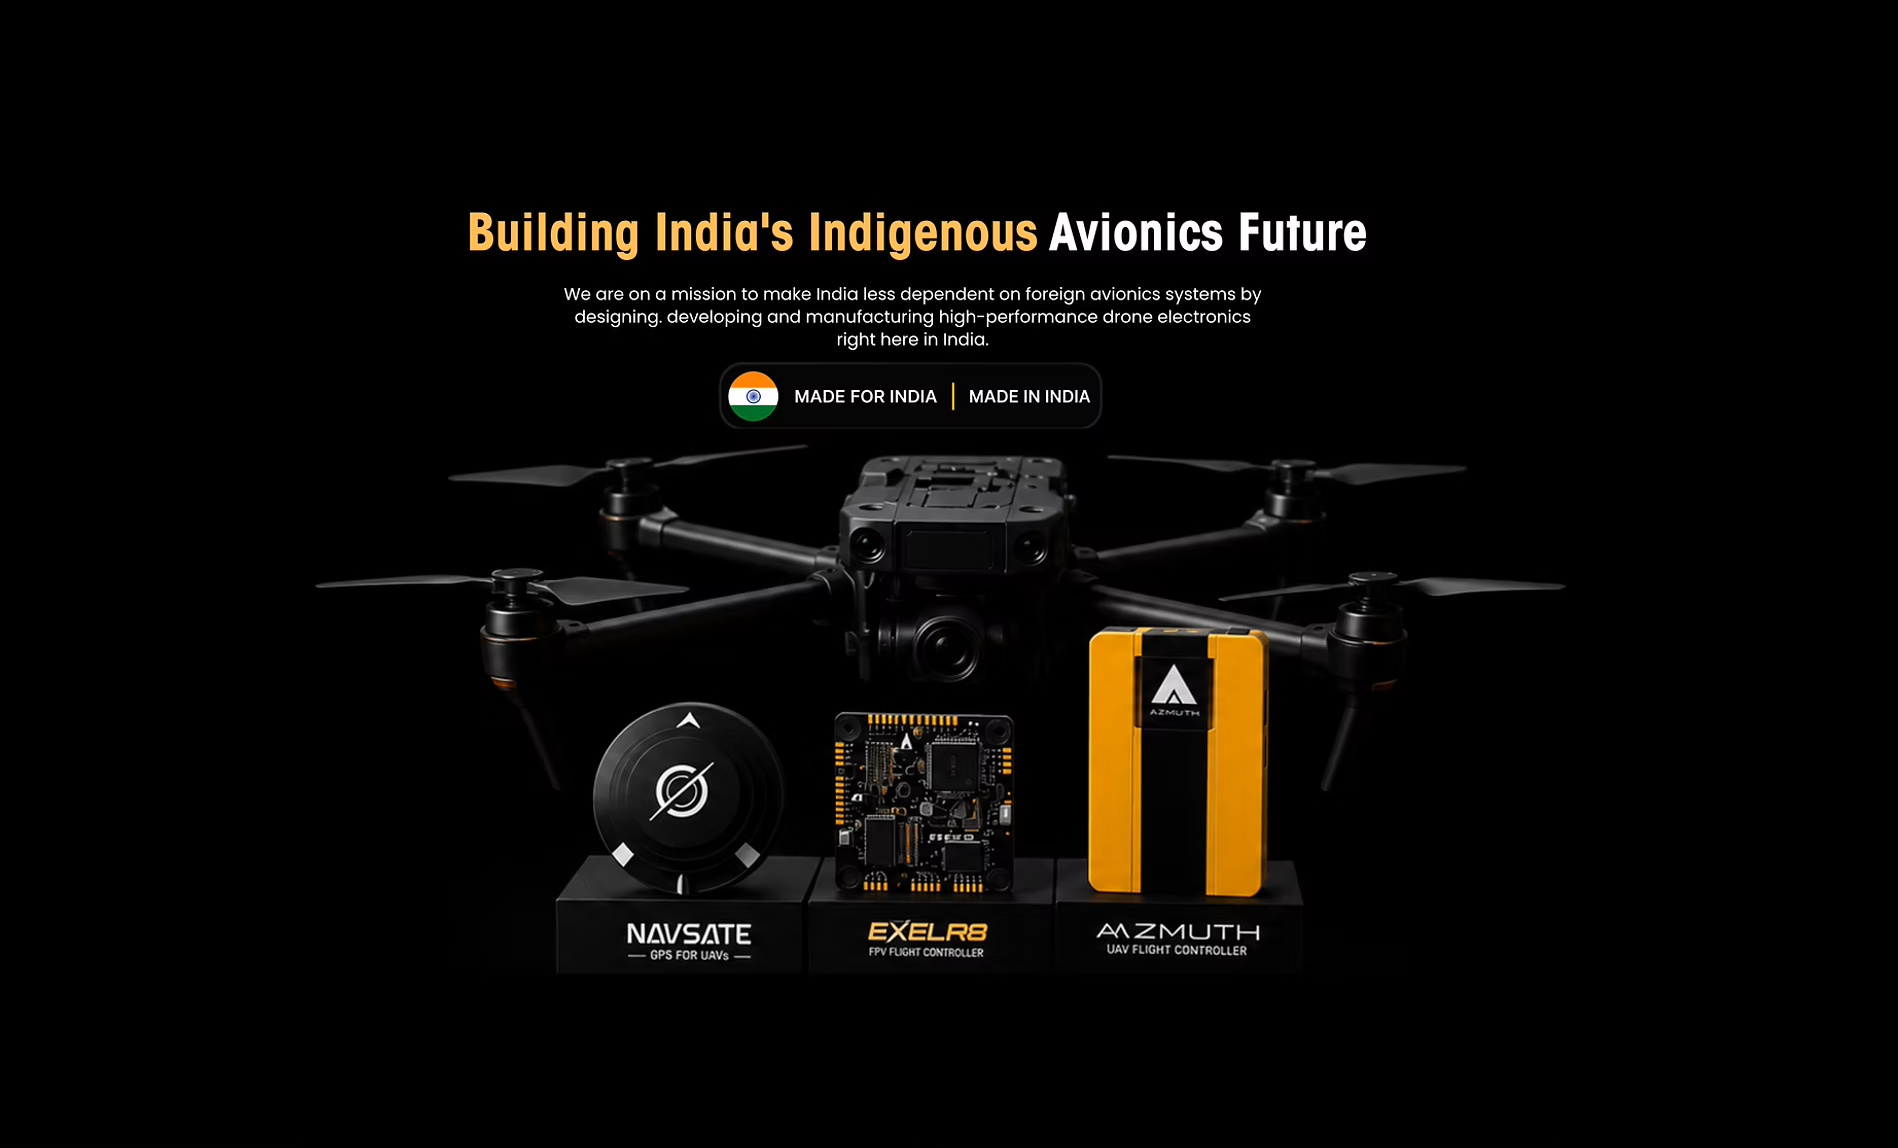 Building India's Indigenous Avionics Future
We are on a mission to make India less dependent on foreign avionics systems by
designing. developing and manufacturing high-performance drone electronics
right here in India.
MADE FOR INDIA | MADE IN INDIA
AZMUTH
NAVSATE
GPS FOR UAVs
EXELR8
FPV FLIGHT CONTROLLER
AZMUTH
UAV FLIGHT CONTROLLER